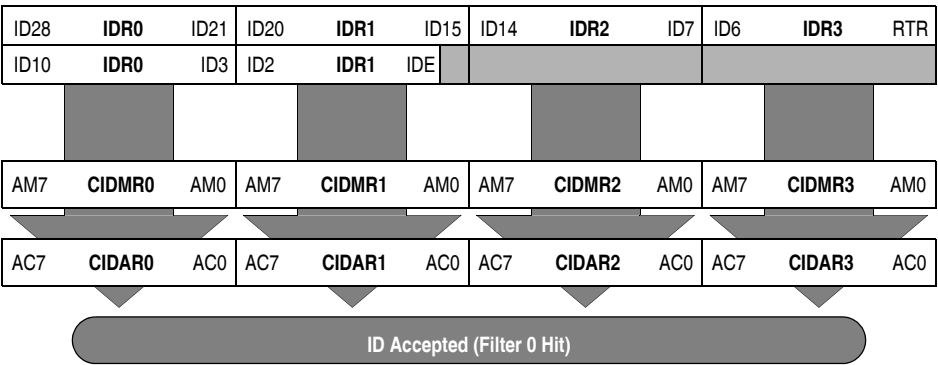 ID28 IDR0 ID21 ID20 IDR1 ID15 ID14 IDR2 ID7 ID6 IDR3 RTR
ID10 IDR0 ID3 ID2 IDR1 IDE
AM7 CIDMR0 AM0 AM7 CIDMR1 AM0 AM7 CIDMR2 AM0 AM7 CIDMR3 AM0
AC7 CIDAR0 AC0 AC7 CIDAR1 AC0 AC7 CIDAR2 AC0 AC7 CIDAR3 AC0
ID Accepted (Filter 0 Hit)